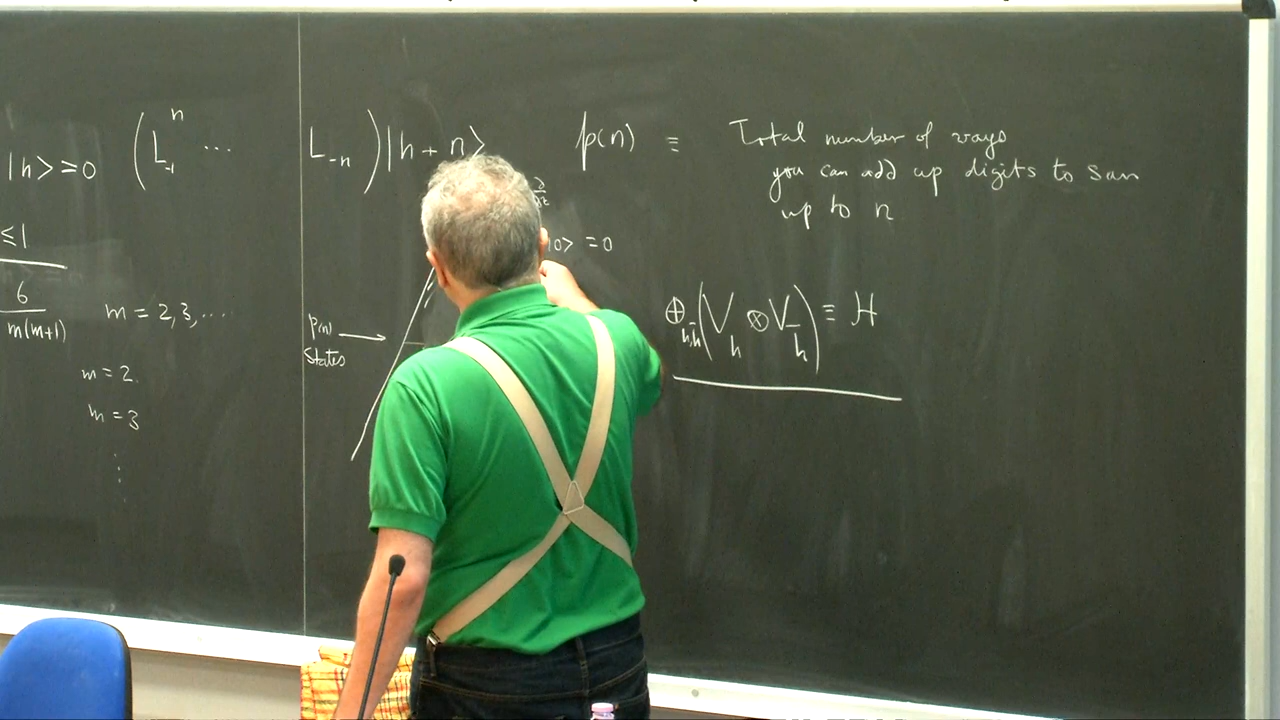 |h> = 0 (L_{-1}^n ... L_{-n}) |h + n>
≤ 1
6 / m(m+1) m = 2, 3, ....
m = 2.
m = 3
⋮
p(n) →
States
|0> = 0
p(n) ≡ Total number of ways
you can add up digits to sum
up to n
⊕_{h,h̄} (V_h ⊗ V_{h̄}) ≡ H